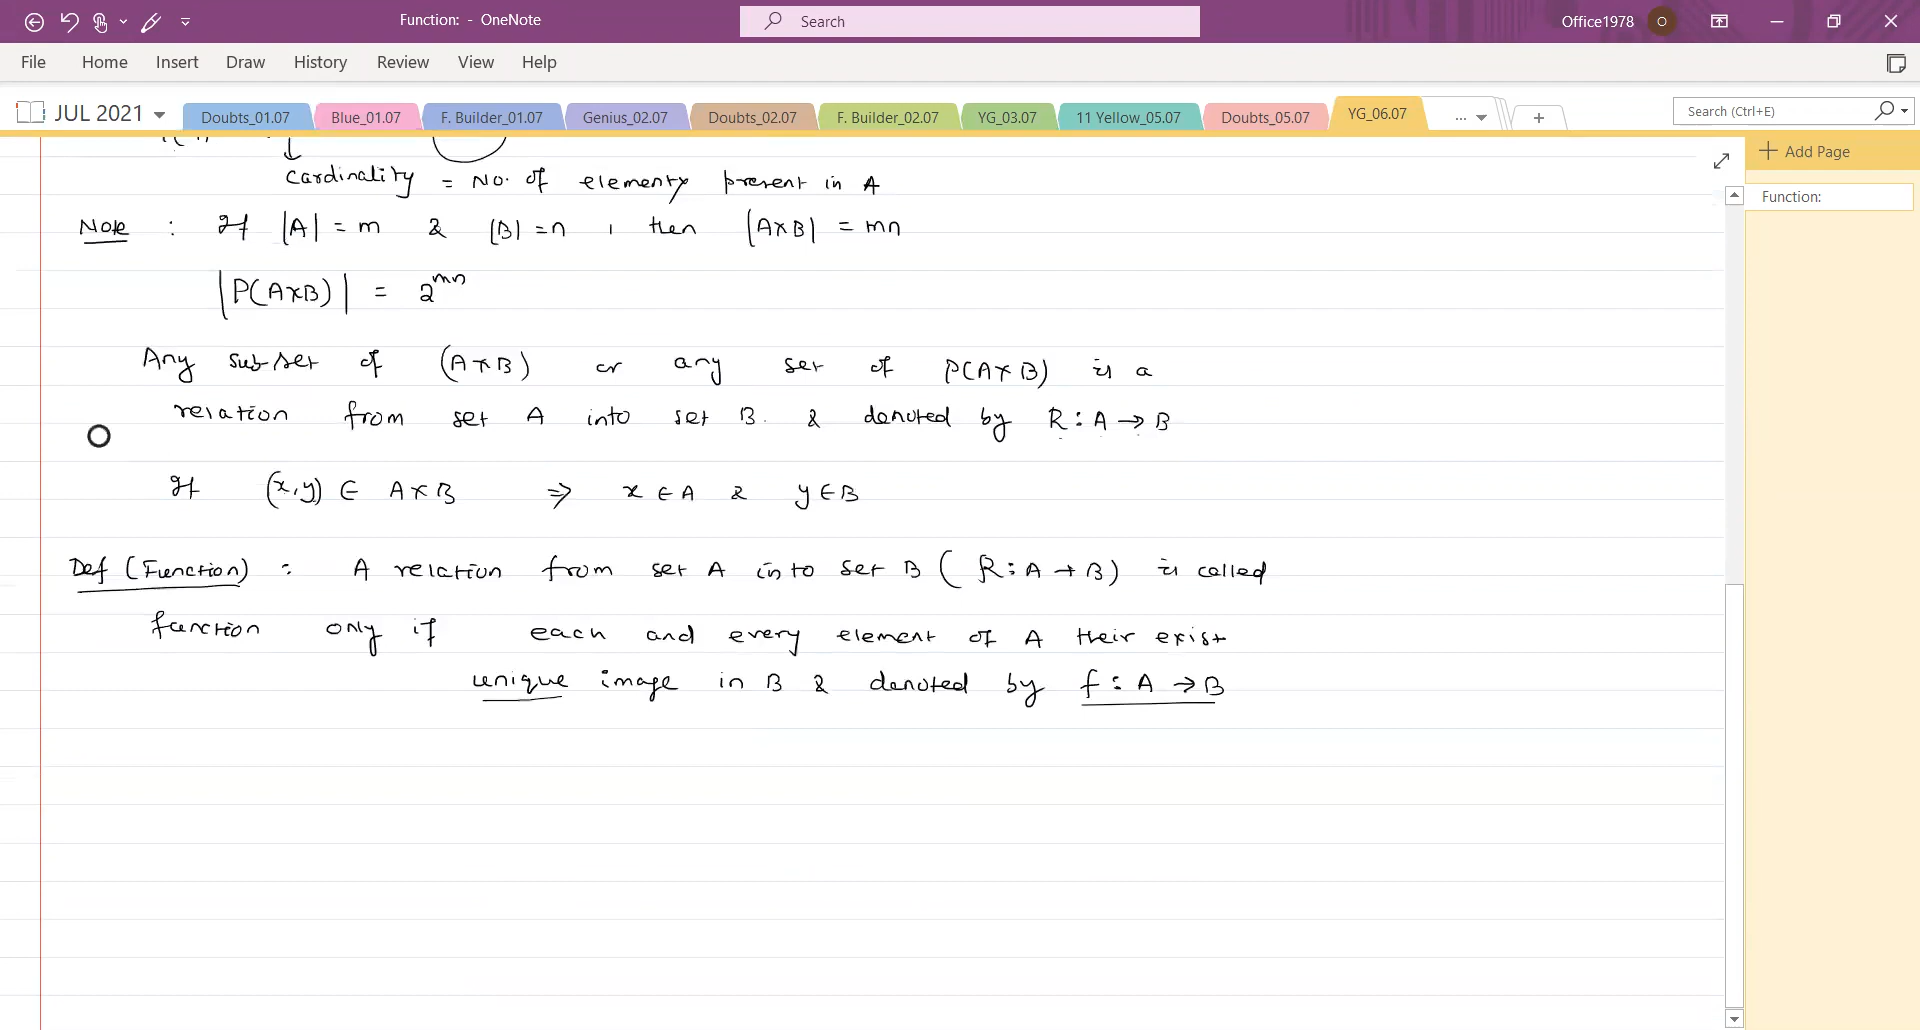 Function: - OneNote
Search
Office1978
File Home Insert Draw History Review View Help
JUL 2021
Doubts_01.07 Blue_01.07 F. Builder_01.07 Genius_02.07 Doubts_02.07 F. Builder_02.07 YG_03.07 11 Yellow_05.07 Doubts_05.07 YG_06.07 ... +
Search (Ctrl+E)
+ Add Page
Function:
Cardinality = No. of elementy present in A
Note : If |A| = m & |B| = n , then |A×B| = mn
|P(A×B)| = 2^mn
Any subset of (A×B) or any set of P(A×B) is a
relation from set A into set B. & denoted by R : A → B
If (x,y) ∈ A×B ⇒ x ∈ A & y ∈ B
Def (Function) : A relation from set A into set B ( R : A → B) is called
function only if each and every element of A their exist
unique image in B & denoted by f : A → B